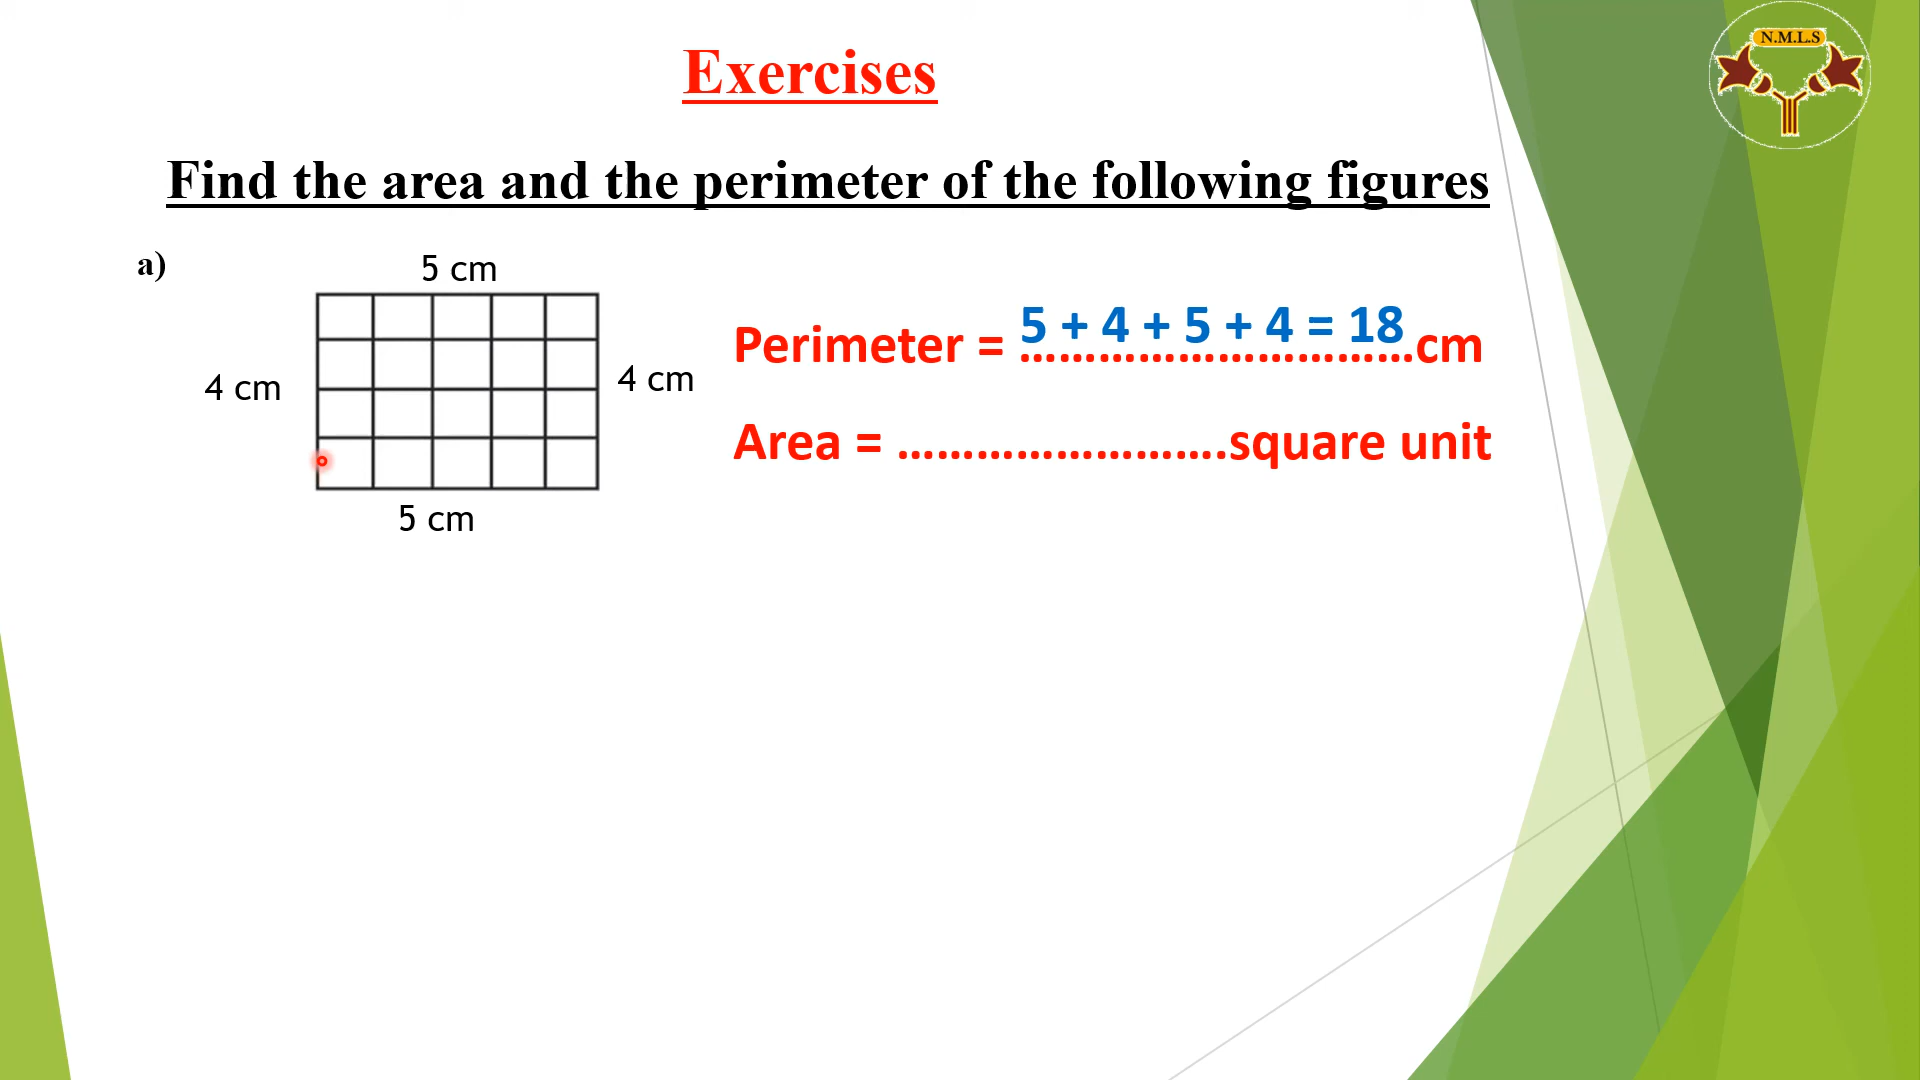 N.M.L.S
Exercises
Find the area and the perimeter of the following figures
a)
5 cm
4 cm
4 cm
5 cm
Perimeter = 5 + 4 + 5 + 4 = 18 ..............................cm
Area = .........................square unit